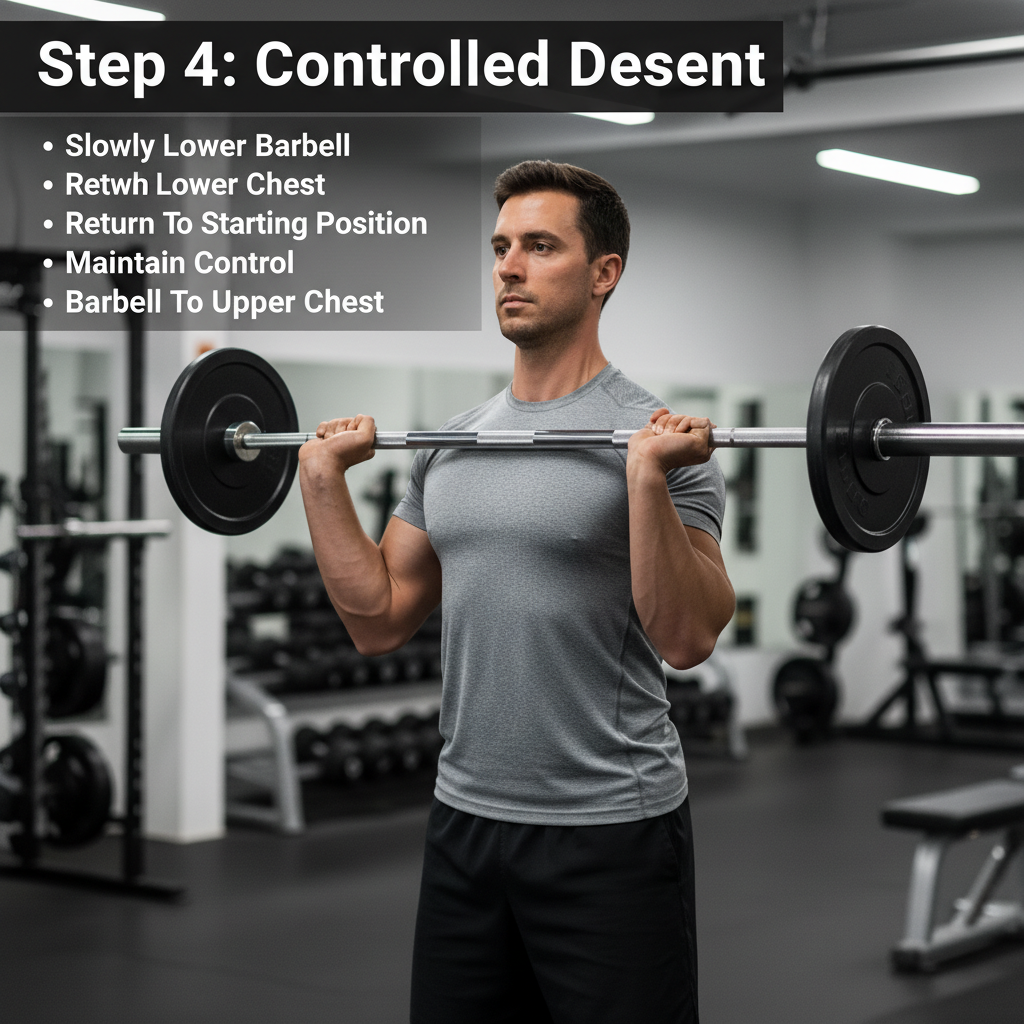 Step 4: Controlled Desent
• Slowly Lower Barbell
• Retwh Lower Chest
• Return To Starting Position
• Maintain Control
• Barbell To Upper Chest